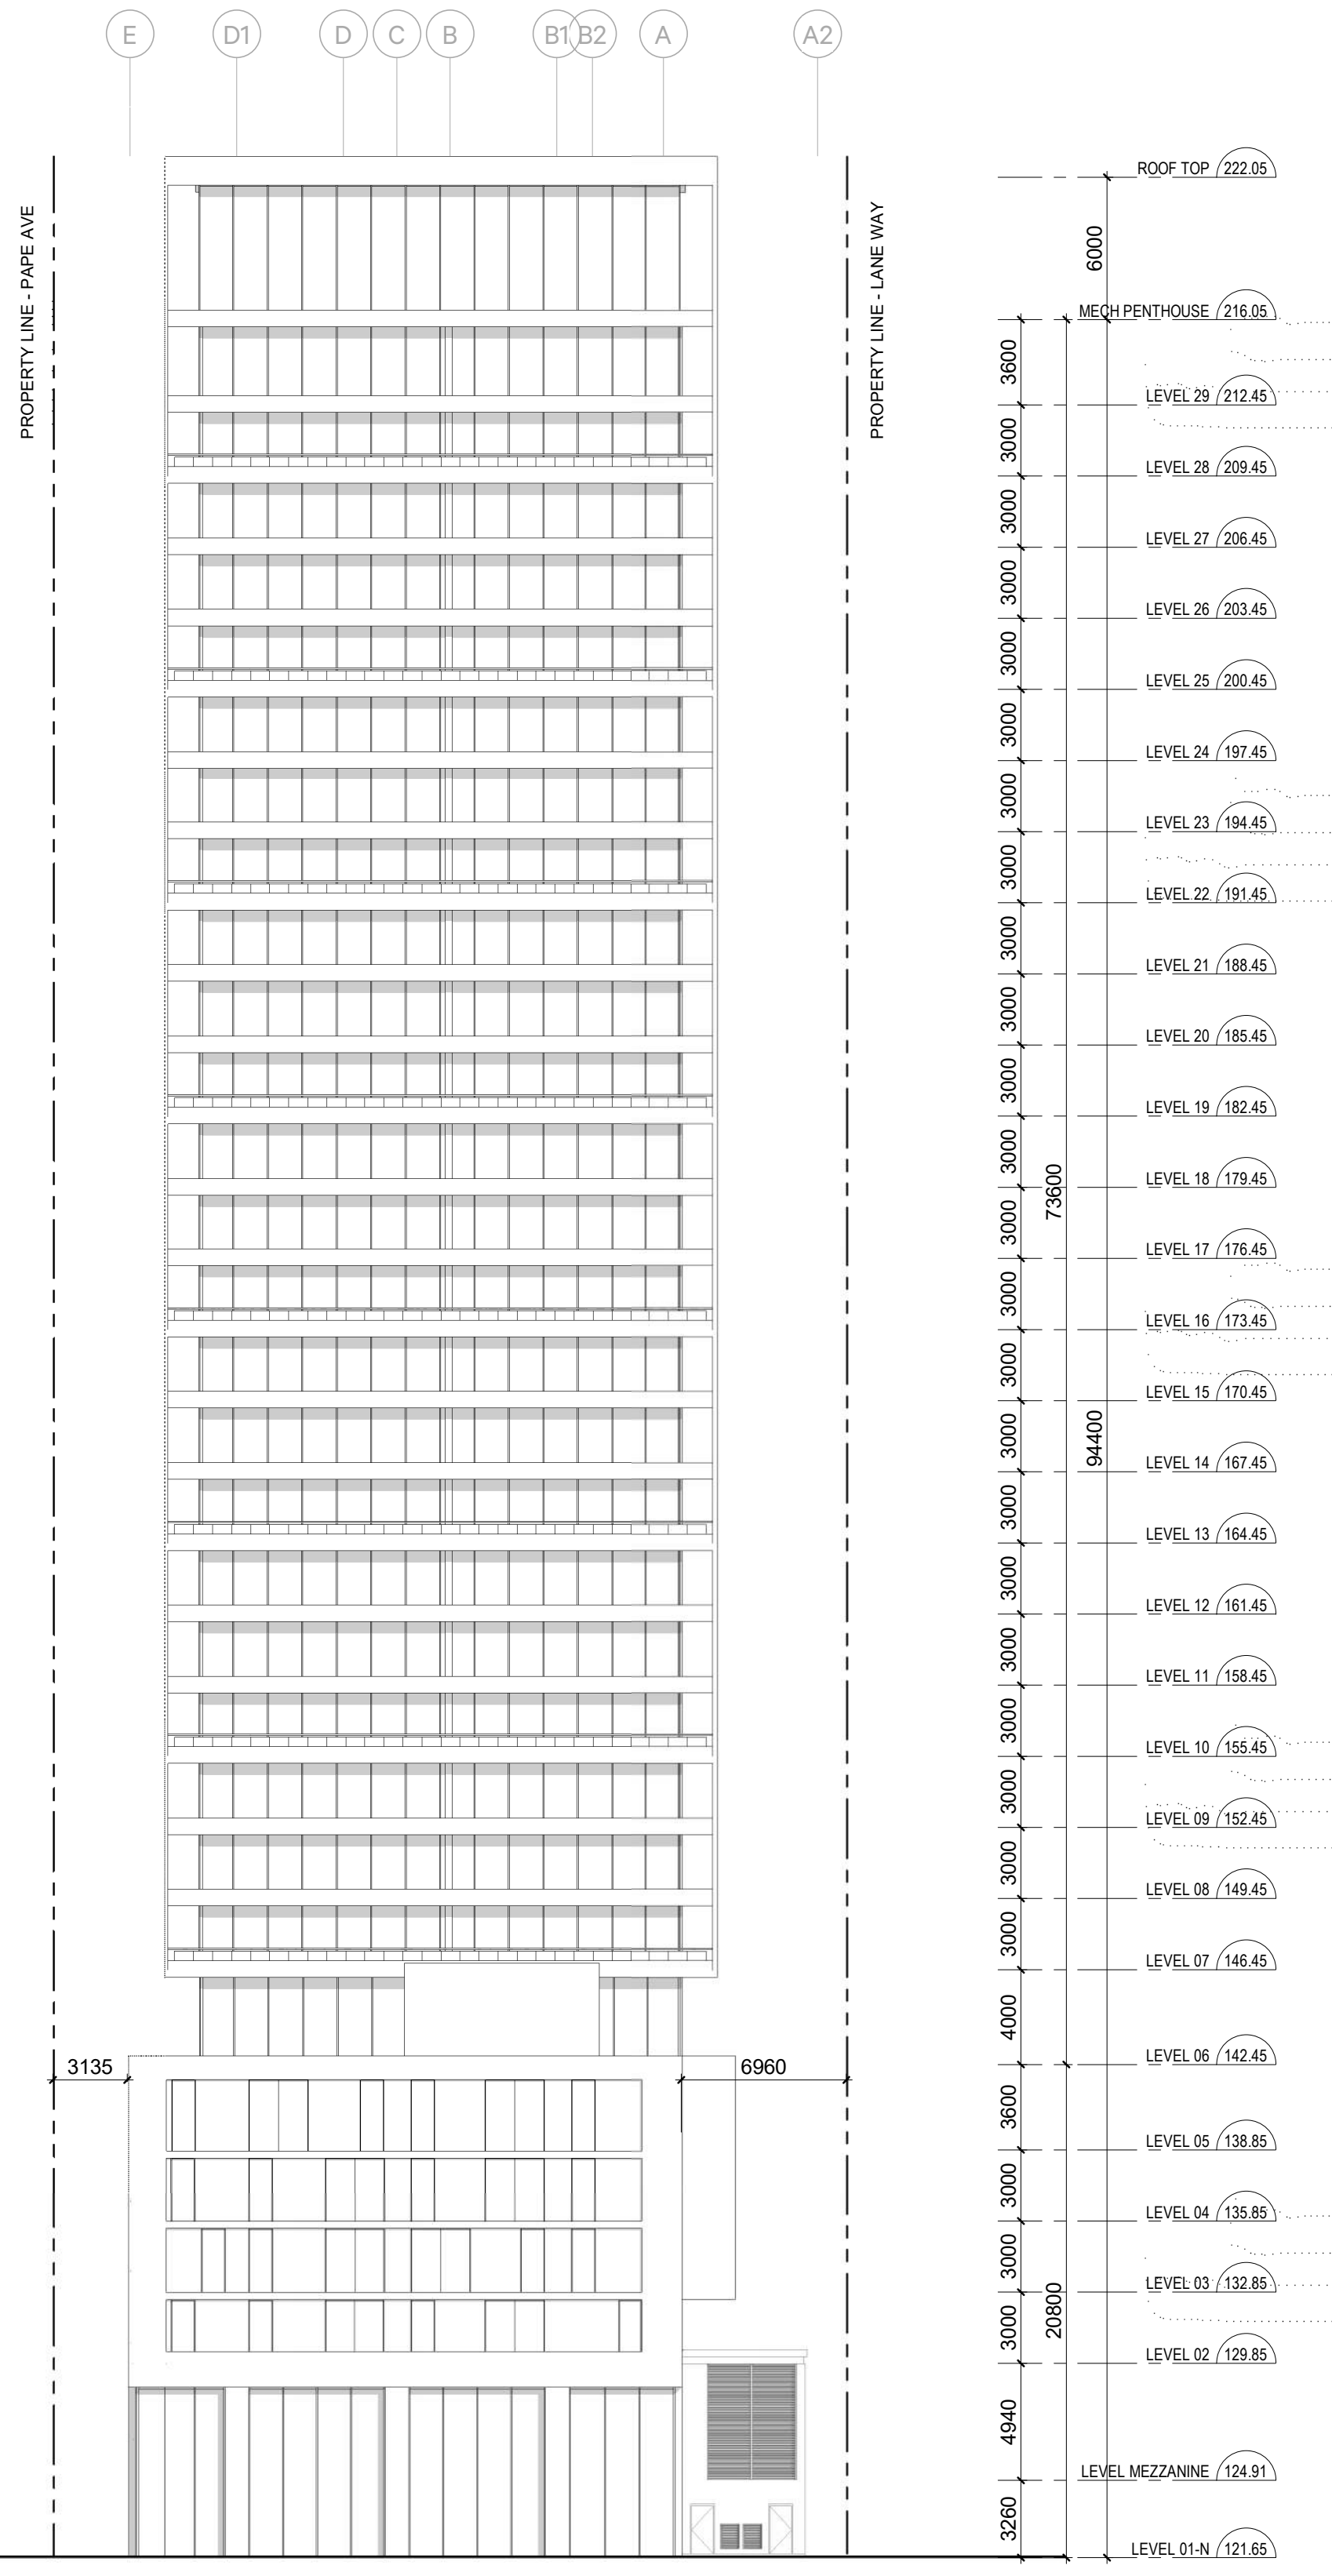 E D1 D C B B1 B2 A A2
PROPERTY LINE - PAPE AVE
PROPERTY LINE - LANE WAY
ROOF TOP 222.05
6000
MECH PENTHOUSE 216.05
3600
LEVEL 29 212.45
3000
LEVEL 28 209.45
3000
LEVEL 27 206.45
3000
LEVEL 26 203.45
3000
LEVEL 25 200.45
3000
LEVEL 24 197.45
3000
LEVEL 23 194.45
3000
LEVEL 22 191.45
3000
LEVEL 21 188.45
3000
LEVEL 20 185.45
3000
LEVEL 19 182.45
3000
73600
LEVEL 18 179.45
3000
LEVEL 17 176.45
3000
LEVEL 16 173.45
3000
LEVEL 15 170.45
94400
3000
LEVEL 14 167.45
3000
LEVEL 13 164.45
3000
LEVEL 12 161.45
3000
LEVEL 11 158.45
3000
LEVEL 10 155.45
3000
LEVEL 09 152.45
3000
LEVEL 08 149.45
3000
LEVEL 07 146.45
4000
LEVEL 06 142.45
3135
6960
3600
LEVEL 05 138.85
3000
LEVEL 04 135.85
3000
LEVEL 03 132.85
20800
3000
LEVEL 02 129.85
4940
LEVEL MEZZANINE 124.91
3260
LEVEL 01-N 121.65